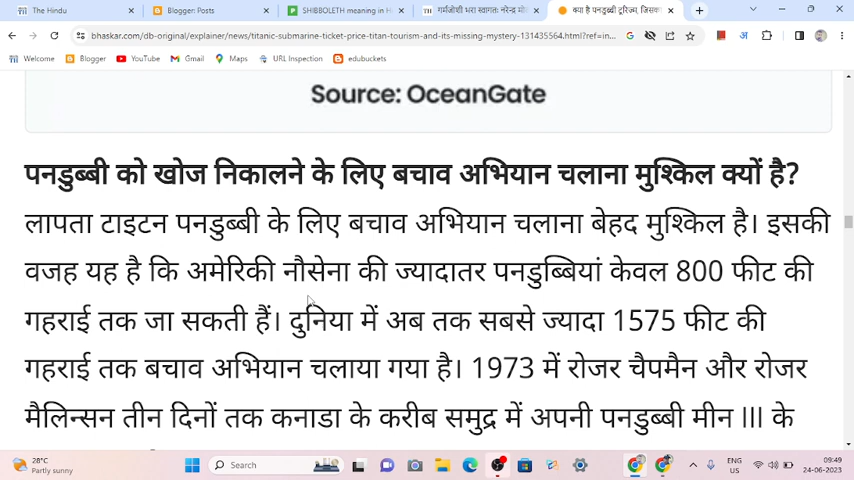 The Hindu
Blogger: Posts
SHIBBOLETH meaning in H
गर्मजोशी भरा स्वागतः नरेन्द्र मो
क्या है पनडुब्बी टूरिज्म, जिसक
bhaskar.com/db-original/explainer/news/titanic-submarine-ticket-price-titan-tourism-and-its-missing-mystery-131435564.html?ref=in...
Welcome
Blogger
YouTube
Gmail
Maps
URL Inspection
edubuckets
Source: OceanGate
पनडुब्बी को खोज निकालने के लिए बचाव अभियान चलाना मुश्किल क्यों है?
लापता टाइटन पनडुब्बी के लिए बचाव अभियान चलाना बेहद मुश्किल है। इसकी
वजह यह है कि अमेरिकी नौसेना की ज्यादातर पनडुब्बियां केवल 800 फीट की
गहराई तक जा सकती हैं। दुनिया में अब तक सबसे ज्यादा 1575 फीट की
गहराई तक बचाव अभियान चलाया गया है। 1973 में रोजर चैपमैन और रोजर
मैलिन्सन तीन दिनों तक कनाडा के करीब समुद्र में अपनी पनडुब्बी मीन III के
28°C
Partly sunny
Search
ENG
US
09:49
24-06-2023